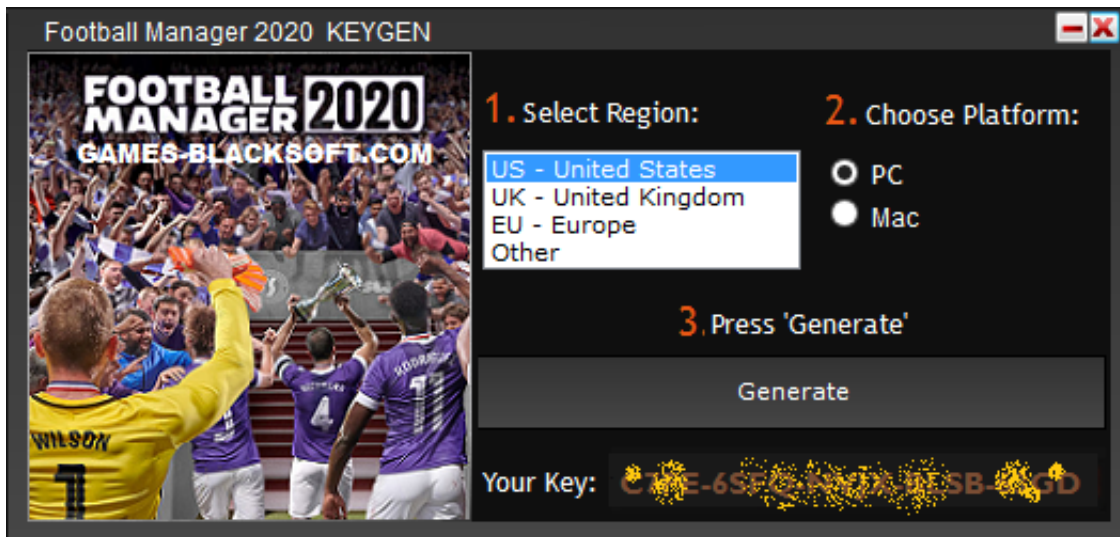 Football Manager 2020 KEYGEN
FOOTBALL
MANAGER 2020
GAMES-BLACKSOFT.COM
1. Select Region:
US - United States
UK - United Kingdom
EU - Europe
Other
2. Choose Platform:
PC
Mac
3. Press 'Generate'
Generate
Your Key:
WILSON
1
4
11